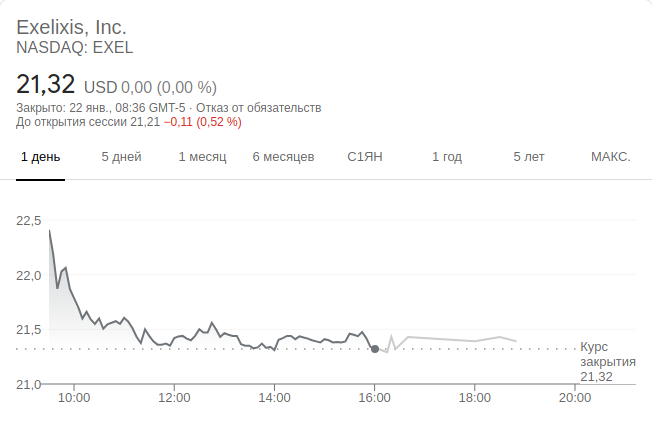 Exelixis, Inc.
NASDAQ: EXEL
21,32 USD 0,00 (0,00 %)
Закрыто: 22 янв., 08:36 GMT-5 · Отказ от обязательств
До открытия сессии 21,21 −0,11 (0,52 %)
1 день 5 дней 1 месяц 6 месяцев С1ЯН 1 год 5 лет МАКС.
22,5
22,0
21,5
21,0
Курс
закрытия
21,32
10:00 12:00 14:00 16:00 18:00 20:00